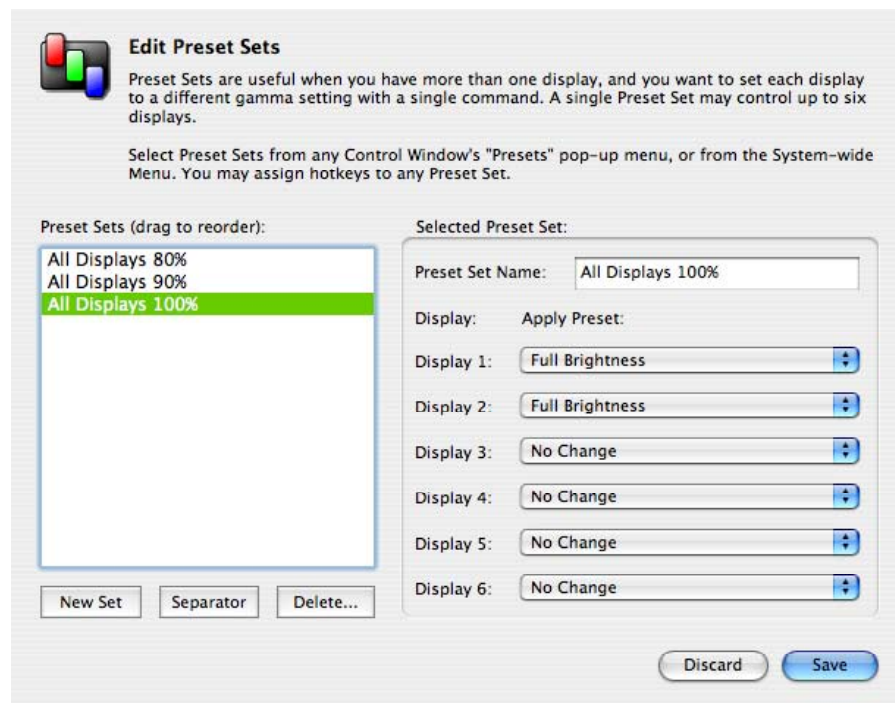 Edit Preset Sets
Preset Sets are useful when you have more than one display, and you want to set each display
to a different gamma setting with a single command. A single Preset Set may control up to six
displays.
Select Preset Sets from any Control Window's "Presets" pop-up menu, or from the System-wide
Menu. You may assign hotkeys to any Preset Set.
Preset Sets (drag to reorder):
All Displays 80%
All Displays 90%
All Displays 100%
New Set
Separator
Delete...
Selected Preset Set:
Preset Set Name: All Displays 100%
Display: Apply Preset:
Display 1: Full Brightness
Display 2: Full Brightness
Display 3: No Change
Display 4: No Change
Display 5: No Change
Display 6: No Change
Discard
Save